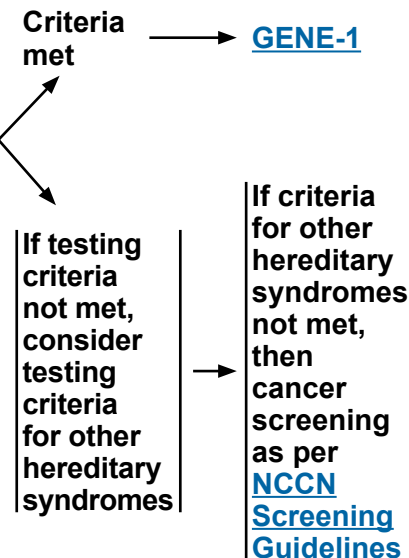 Criteria
met
GENE-1
If testing
criteria
not met,
consider
testing
criteria
for other
hereditary
syndromes
If criteria
for other
hereditary
syndromes
not met,
then
cancer
screening
as per
NCCN
Screening
Guidelines